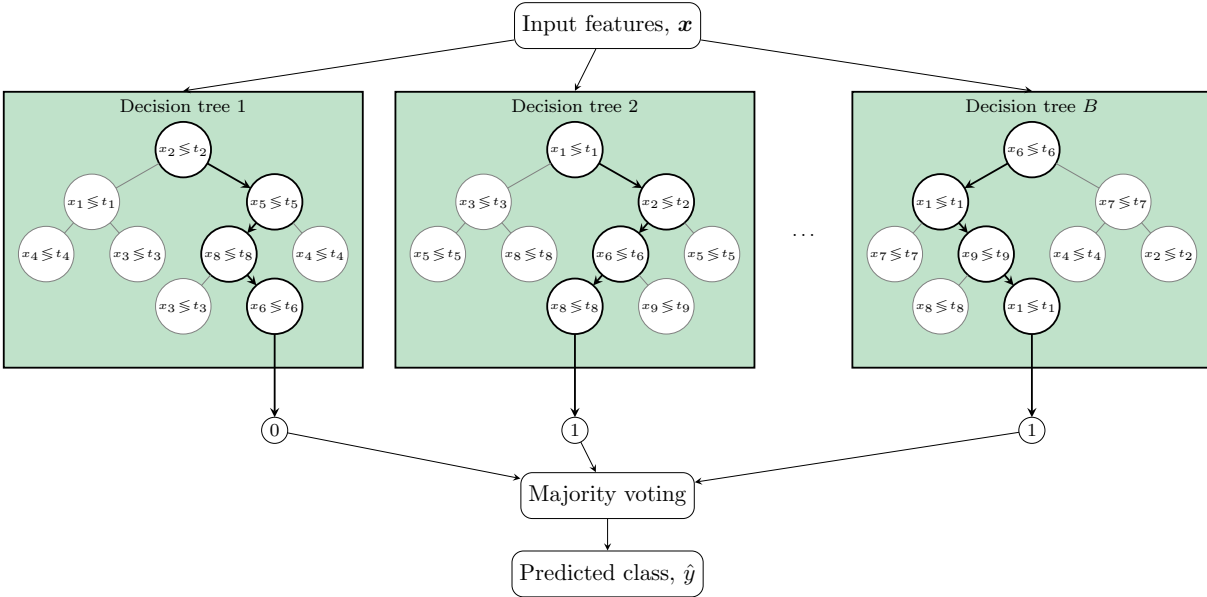 Input features, x
Decision tree 1
x₂ ≶ t₂
x₁ ≶ t₁
x₅ ≶ t₅
x₄ ≶ t₄
x₃ ≶ t₃
x₈ ≶ t₈
x₄ ≶ t₄
x₃ ≶ t₃
x₆ ≶ t₆
Decision tree 2
x₁ ≶ t₁
x₃ ≶ t₃
x₂ ≶ t₂
x₅ ≶ t₅
x₈ ≶ t₈
x₆ ≶ t₆
x₅ ≶ t₅
x₈ ≶ t₈
x₉ ≶ t₉
...
Decision tree B
x₆ ≶ t₆
x₁ ≶ t₁
x₇ ≶ t₇
x₇ ≶ t₇
x₉ ≶ t₉
x₄ ≶ t₄
x₂ ≶ t₂
x₈ ≶ t₈
x₁ ≶ t₁
0
1
1
Majority voting
Predicted class, ŷ